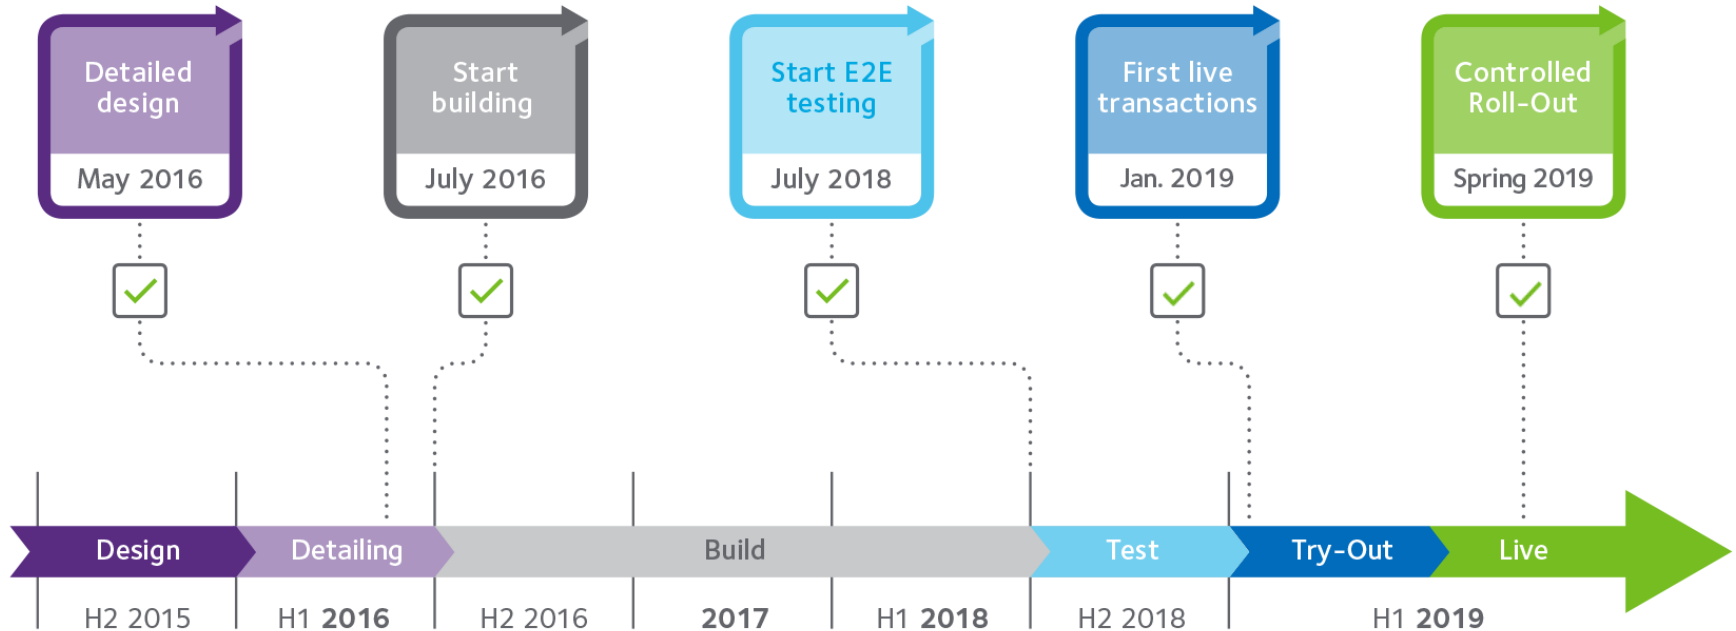 Detailed
design
May 2016
Start
building
July 2016
Start E2E
testing
July 2018
First live
transactions
Jan. 2019
Controlled
Roll-Out
Spring 2019
Design
Detailing
Build
Test
Try-Out
Live
H2 2015
H1 2016
H2 2016
2017
H1 2018
H2 2018
H1 2019